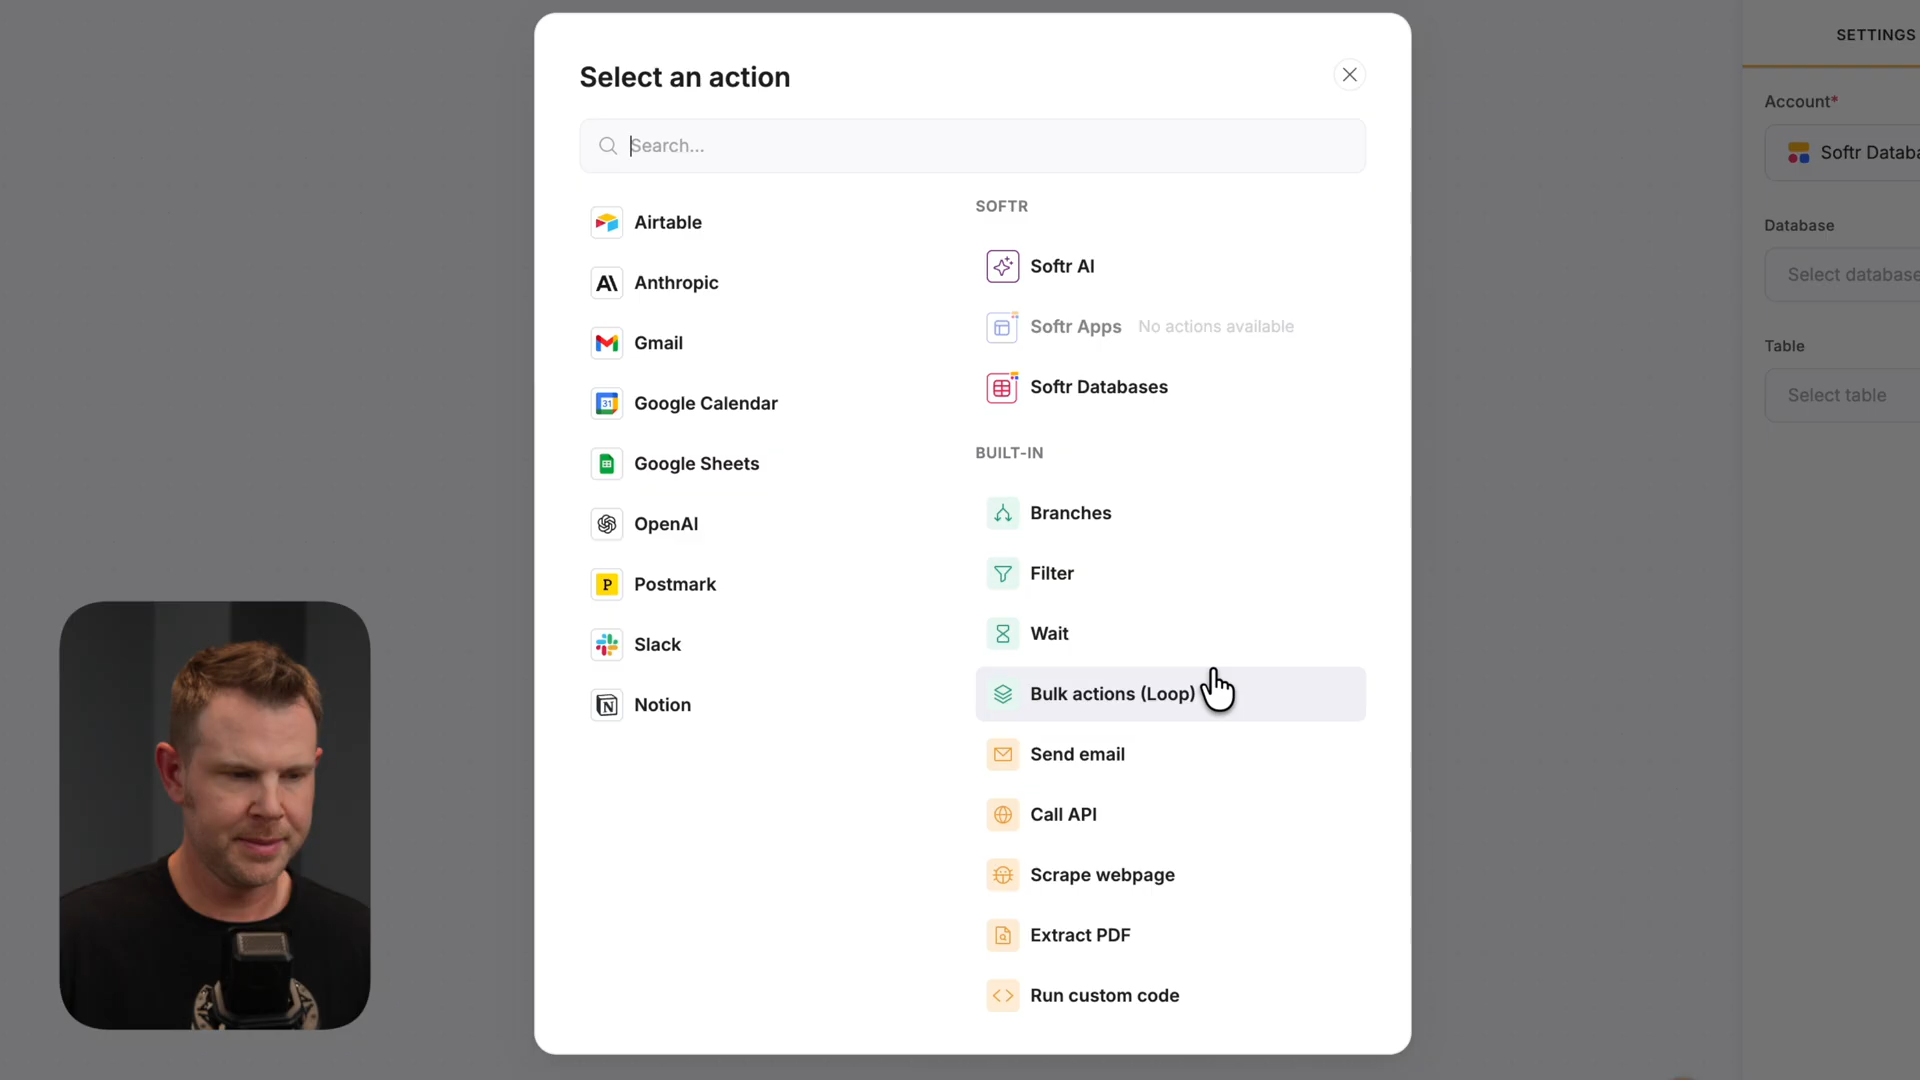 Select an action
Search...
Airtable
Anthropic
Gmail
Google Calendar
Google Sheets
OpenAI
Postmark
Slack
Notion
SOFTR
Softr AI
Softr Apps No actions available
Softr Databases
BUILT-IN
Branches
Filter
Wait
Bulk actions (Loop)
Send email
Call API
Scrape webpage
Extract PDF
Run custom code
SETTINGS
Account*
Softr Databa
Database
Select database
Table
Select table